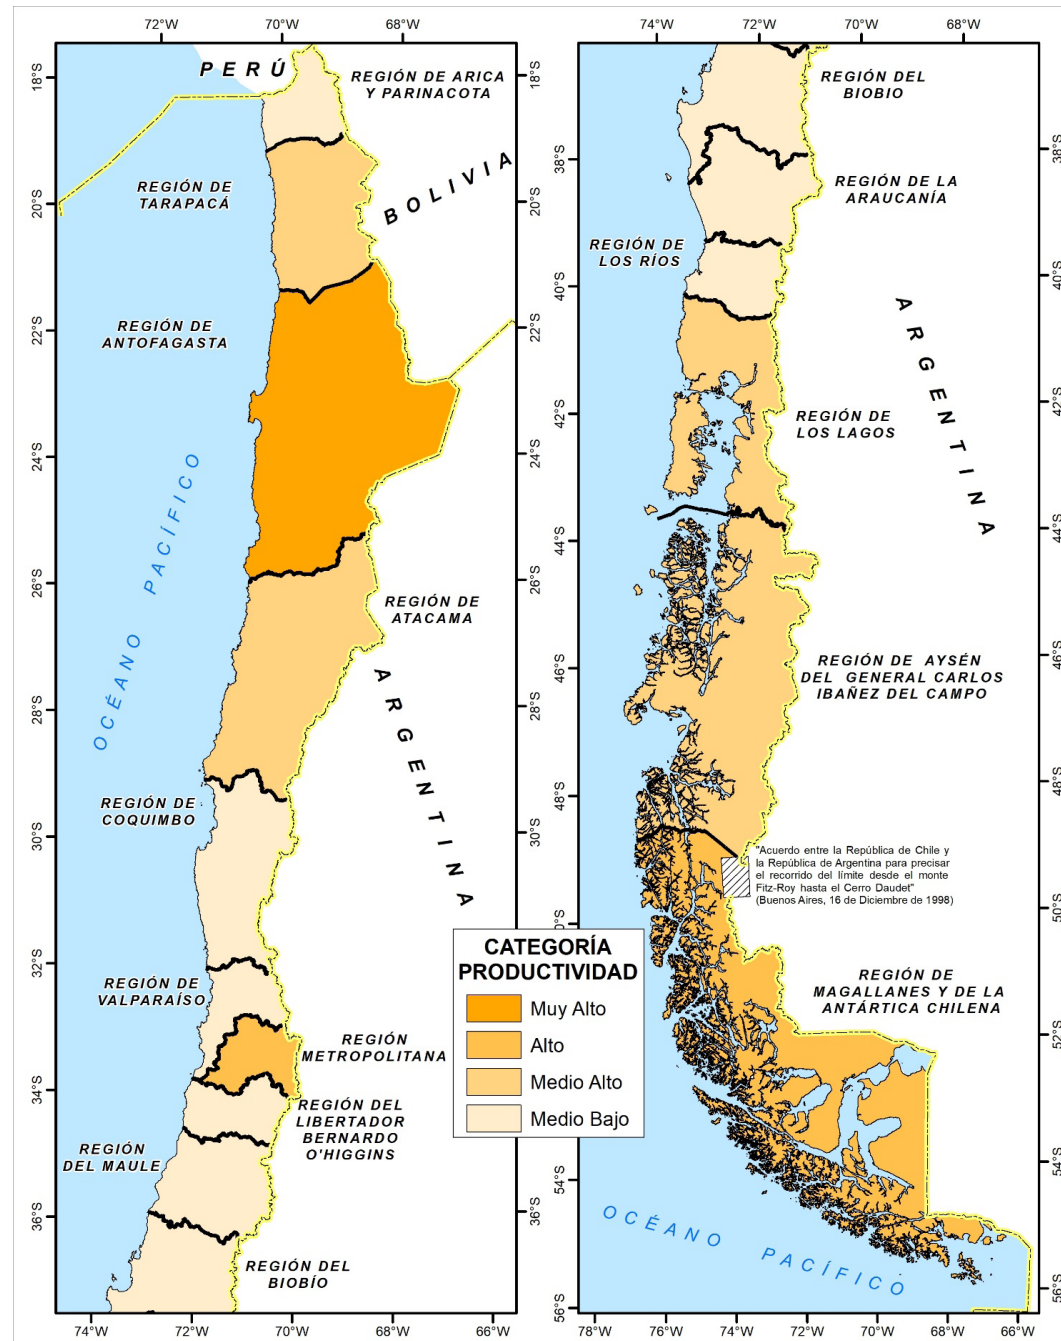 72°W 70°W 68°W
74°W 72°W 70°W 68°W
PERÚ
REGIÓN DE ARICA
Y PARINACOTA
REGIÓN DE
TARAPACÁ
BOLIVIA
REGIÓN DE
ANTOFAGASTA
OCÉANO PACÍFICO
REGIÓN DE
ATACAMA
ARGENTINA
REGIÓN DE
COQUIMBO
REGIÓN DE
VALPARAÍSO
REGIÓN
METROPOLITANA
REGIÓN DEL
LIBERTADOR
BERNARDO
O'HIGGINS
REGIÓN
DEL MAULE
REGIÓN DEL
BIOBÍO
18°S
20°S
22°S
24°S
26°S
28°S
30°S
32°S
34°S
36°S
18°S
20°S
22°S
24°S
26°S
28°S
30°S
36°S
74°W 72°W 70°W 68°W 66°W
CATEGORÍA
PRODUCTIVIDAD
Muy Alto
Alto
Medio Alto
Medio Bajo
REGIÓN DEL
BIOBIO
REGIÓN DE LA
ARAUCANÍA
REGIÓN DE
LOS RÍOS
ARGENTINA
REGIÓN DE
LOS LAGOS
REGIÓN DE AYSÉN
DEL GENERAL CARLOS
IBAÑEZ DEL CAMPO
"Acuerdo entre la República de Chile y
la República de Argentina para precisar
el recorrido del límite desde el monte
Fitz-Roy hasta el Cerro Daudet"
(Buenos Aires, 16 de Diciembre de 1998)
REGIÓN DE
MAGALLANES Y DE LA
ANTÁRTICA CHILENA
OCÉANO PACÍFICO
38°S
40°S
42°S
44°S
46°S
48°S
54°S
56°S
38°S
40°S
42°S
44°S
46°S
48°S
50°S
52°S
54°S
56°S
78°W 76°W 74°W 72°W 70°W 68°W 66°W